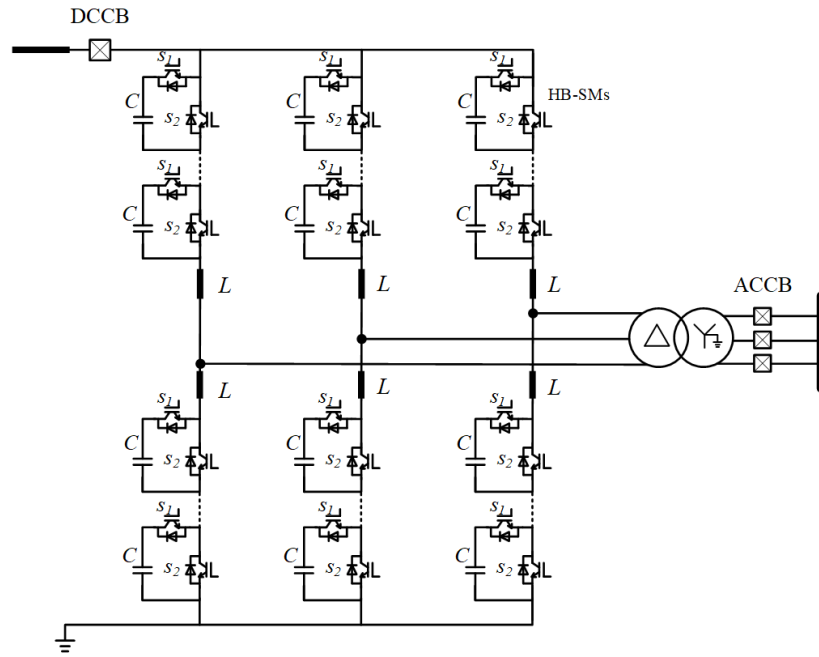 DCCB
s₁ s₁ s₁
HB-SMs
C C C
s₂ s₂ s₂
s₁ s₁ s₁
C C C
s₂ s₂ s₂
L L L
ACCB
L L L
s₁ s₁ s₁
C C C
s₂ s₂ s₂
s₁ s₁ s₁
C C C
s₂ s₂ s₂